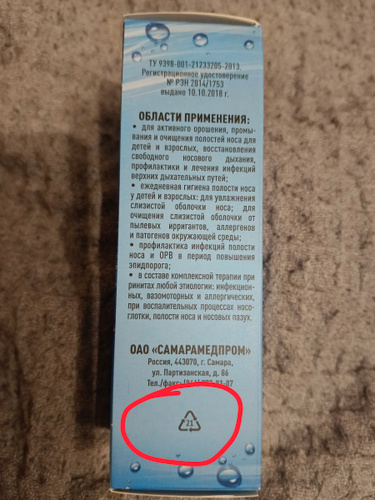 ТУ 9398-001-21233205-2013.
Регистрационное удостоверение
№ РЗН 2014/1753
выдано 10.10.2018 г.
ОБЛАСТИ ПРИМЕНЕНИЯ:
• для активного орошения, промы-
вания и очищения полостей носа для
детей и взрослых, восстановления
свободного носового дыхания,
профилактики и лечения инфекций
верхних дыхательных путей;
• ежедневная гигиена полости носа
у детей и взрослых: для увлажнения
слизистой оболочки носа; для
очищения слизистой оболочки от
пылевых ирригантов, аллергенов
и патогенов окружающей среды;
• профилактика инфекций полости
носа и ОРВ в период повышения
эпидпорога;
• в составе комплексной терапии при
ринитах любой этиологии: инфекцион-
ных, вазомоторных и аллергических,
при воспалительных процессах носо-
глотки, полости носа и носовых пазух.
ОАО «САМАРАМЕДПРОМ»
Россия, 443070, г. Самара,
ул. Партизанская, д. 86
Тел./факс:
21